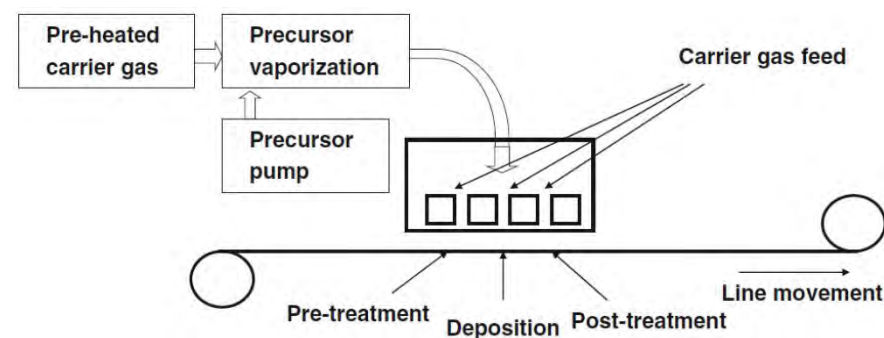 Pre-heated
carrier gas
Precursor
vaporization
Carrier gas feed
Precursor
pump
Pre-treatment
Deposition
Post-treatment
Line movement